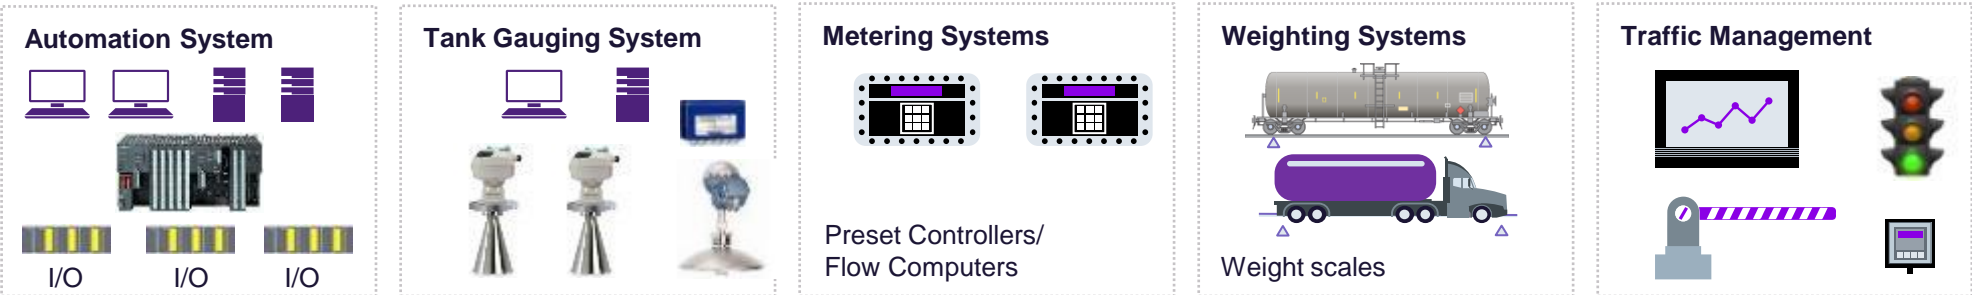 Automation System
I/O
I/O
I/O
Tank Gauging System
Metering Systems
Preset Controllers/
Flow Computers
Weighting Systems
Weight scales
Traffic Management